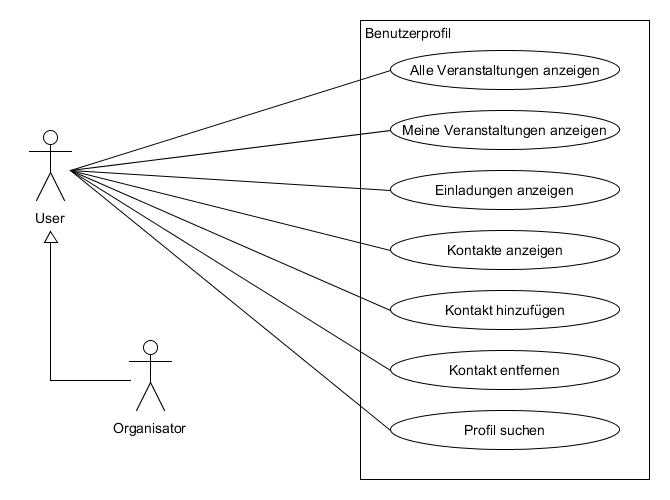 Benutzerprofil
Alle Veranstaltungen anzeigen
Meine Veranstaltungen anzeigen
Einladungen anzeigen
User
Kontakte anzeigen
Kontakt hinzufügen
Kontakt entfernen
Organisator
Profil suchen